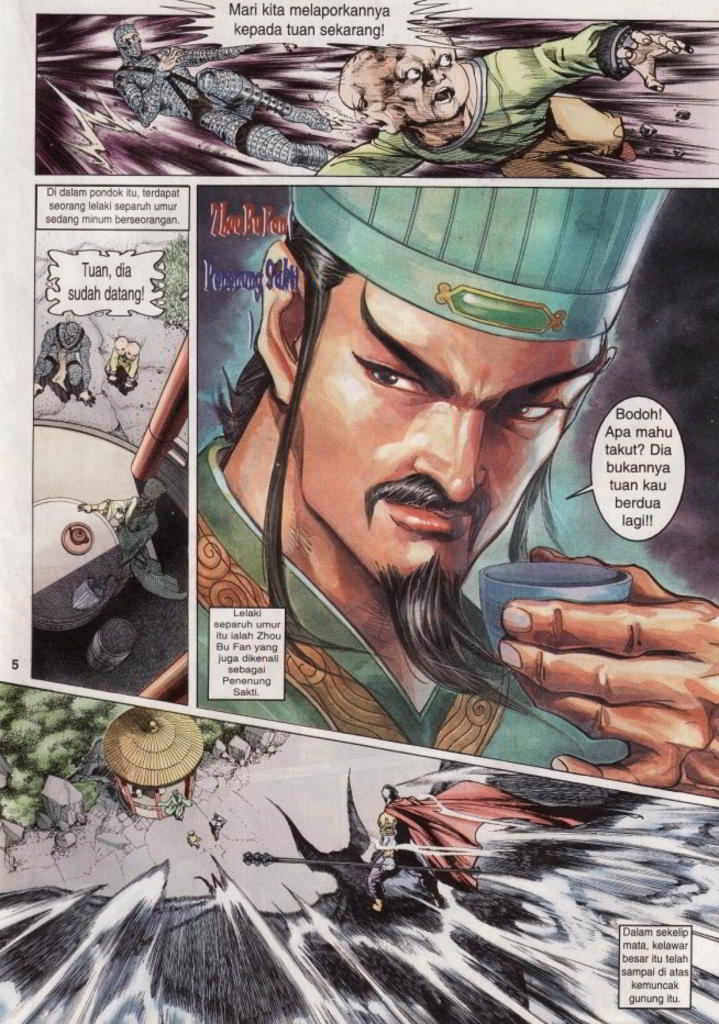 Mari kita melaporkannya
kepada tuan sekarang!
Di dalam pondok itu, terdapat
seorang lelaki separuh umur
sedang minum berseorangan.
Tuan, dia
sudah datang!
Zhou Bu Fan
Penenung Sakti
Bodoh!
Apa mahu
takut? Dia
bukannya
tuan kau
berdua
lagi!!
Lelaki
separuh umur
itu ialah Zhou
Bu Fan yang
juga dikenali
sebagai
Penenung
Sakti.
5
Dalam sekelip
mata, kelawar
besar itu telah
sampai di atas
kemuncak
gunung itu.